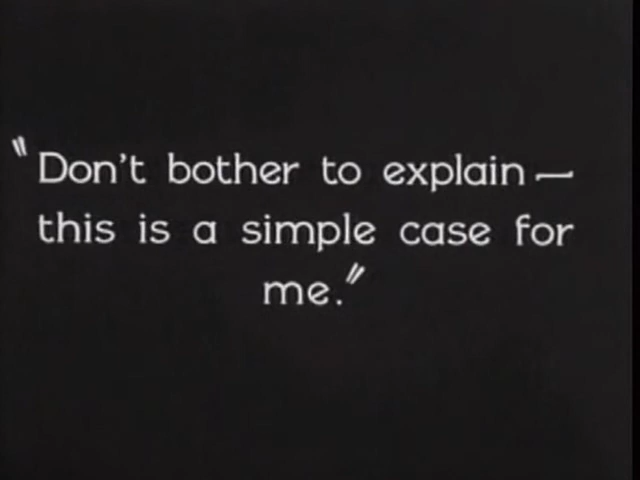 "Don't bother to explain—
this is a simple case for
me."